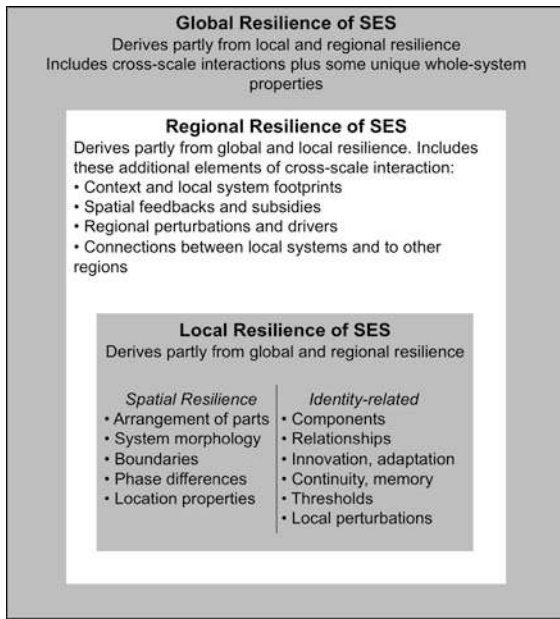 Global Resilience of SES
Derives partly from local and regional resilience
Includes cross-scale interactions plus some unique whole-system
properties
Regional Resilience of SES
Derives partly from global and local resilience. Includes
these additional elements of cross-scale interaction:
• Context and local system footprints
• Spatial feedbacks and subsidies
• Regional perturbations and drivers
• Connections between local systems and to other
regions
Local Resilience of SES
Derives partly from global and regional resilience
Spatial Resilience
• Arrangement of parts
• System morphology
• Boundaries
• Phase differences
• Location properties
Identity-related
• Components
• Relationships
• Innovation, adaptation
• Continuity, memory
• Thresholds
• Local perturbations